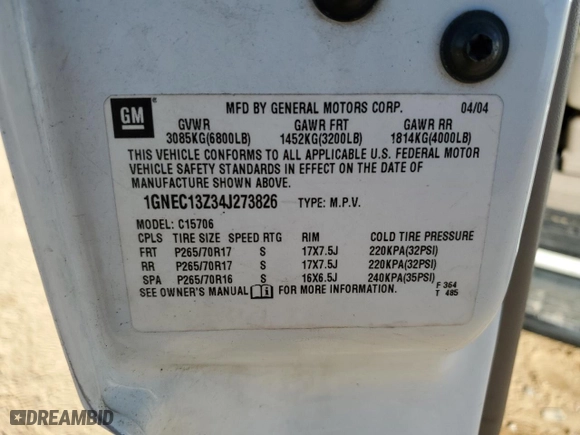 GM ® MFD BY GENERAL MOTORS CORP. 04/04
GVWR GAWR FRT GAWR RR
3085KG(6800LB) 1452KG(3200LB) 1814KG(4000LB)
THIS VEHICLE CONFORMS TO ALL APPLICABLE U.S. FEDERAL MOTOR
VEHICLE SAFETY STANDARDS IN EFFECT ON THE DATE OF
MANUFACTURE SHOWN ABOVE.
1GNEC13Z34J273826 TYPE: M.P.V.
MODEL: C15706
CPLS TIRE SIZE SPEED RTG RIM COLD TIRE PRESSURE
FRT P265/70R17 S 17X7.5J 220KPA(32PSI)
RR P265/70R17 S 17X7.5J 220KPA(32PSI)
SPA P265/70R16 S 16X6.5J 240KPA(35PSI)
SEE OWNER'S MANUAL FOR MORE INFORMATION. F 364
T 485
DREAMBID